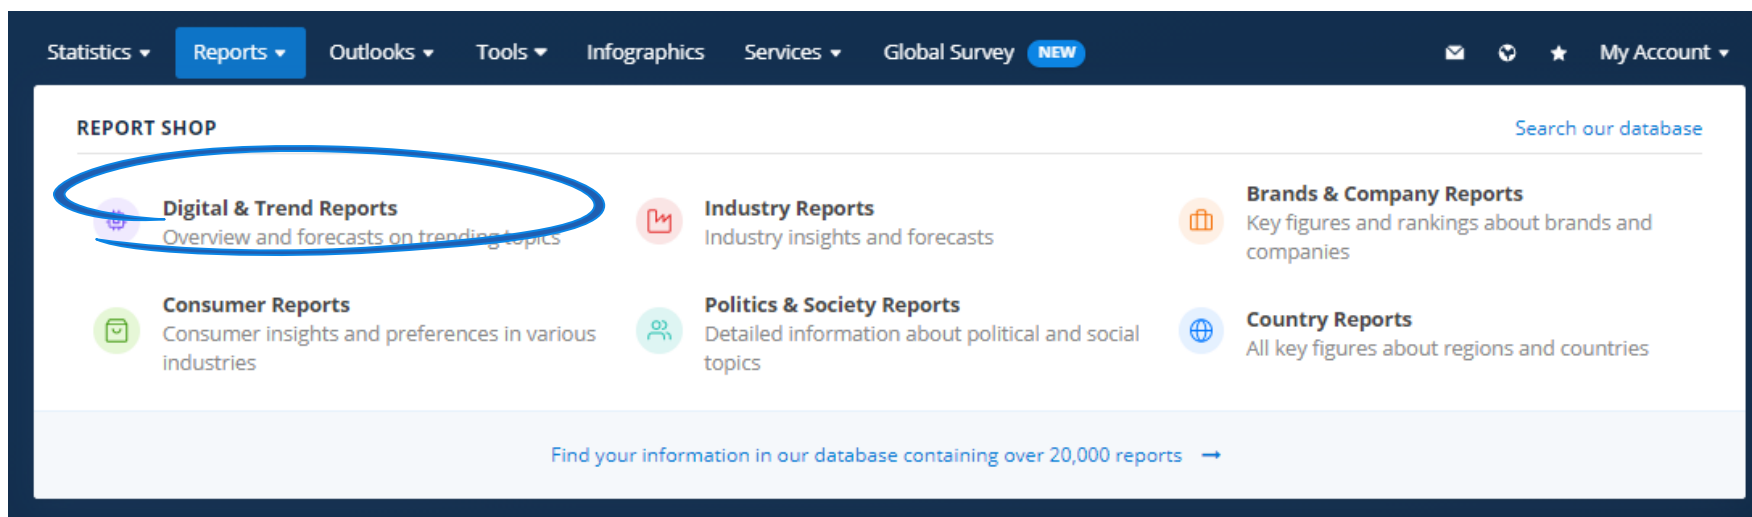 Statistics Reports Outlooks Tools Infographics Services Global Survey NEW My Account
REPORT SHOP Search our database
Digital & Trend Reports
Overview and forecasts on trending topics
Industry Reports
Industry insights and forecasts
Brands & Company Reports
Key figures and rankings about brands and
companies
Consumer Reports
Consumer insights and preferences in various
industries
Politics & Society Reports
Detailed information about political and social
topics
Country Reports
All key figures about regions and countries
Find your information in our database containing over 20,000 reports →